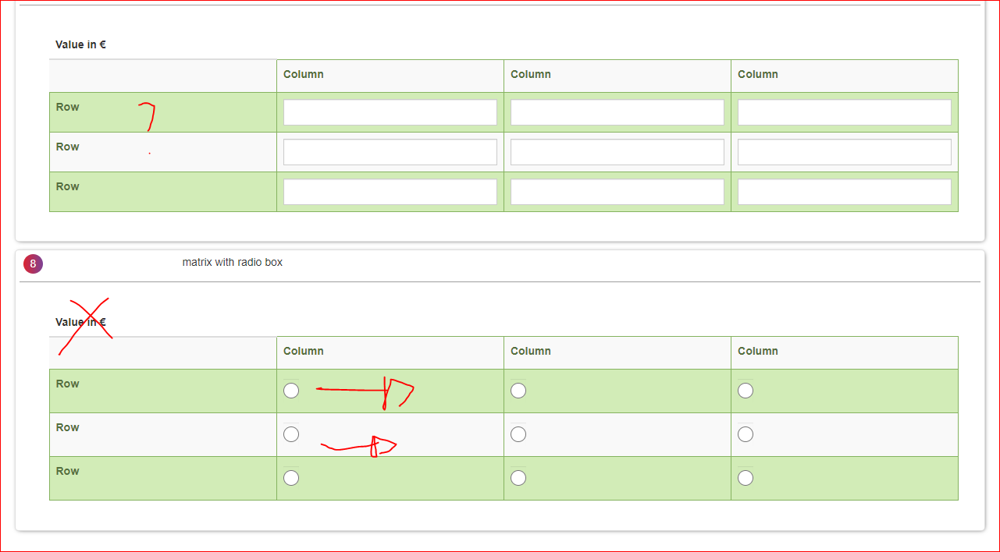 Value in €
Column Column Column
Row
Row
Row
8 matrix with radio box
Value in €
Column Column Column
Row
Row
Row